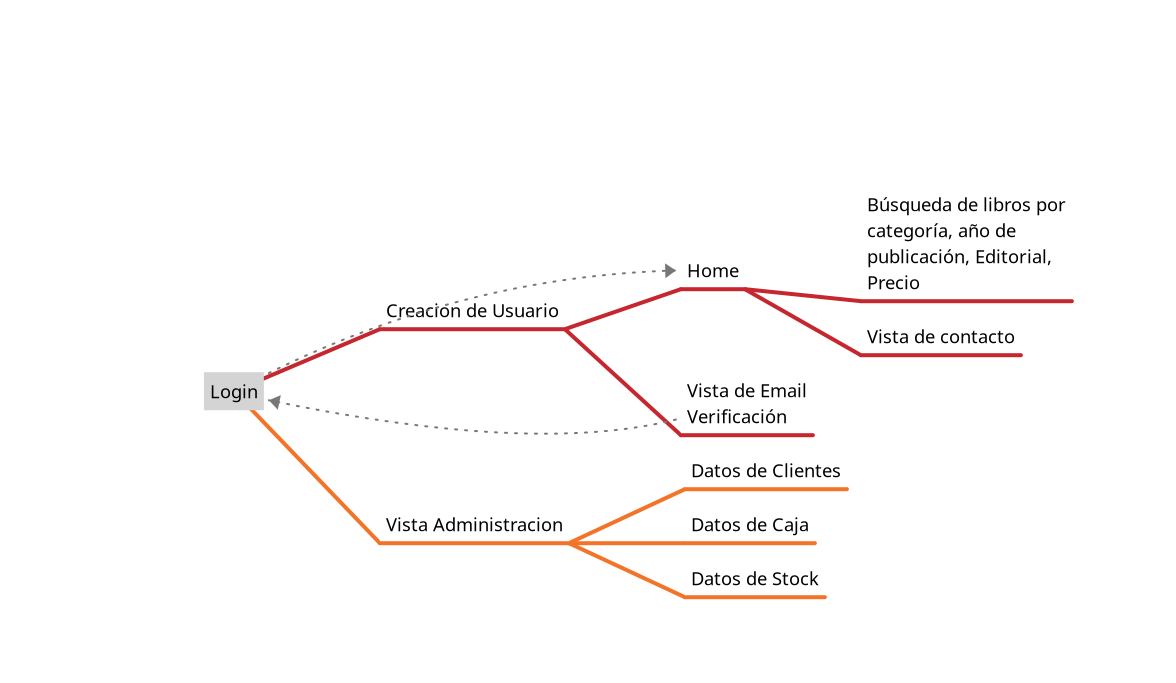 Login
Creacion de Usuario
Home
Búsqueda de libros por
categoría, año de
publicación, Editorial,
Precio
Vista de contacto
Vista de Email
Verificación
Vista Administracion
Datos de Clientes
Datos de Caja
Datos de Stock